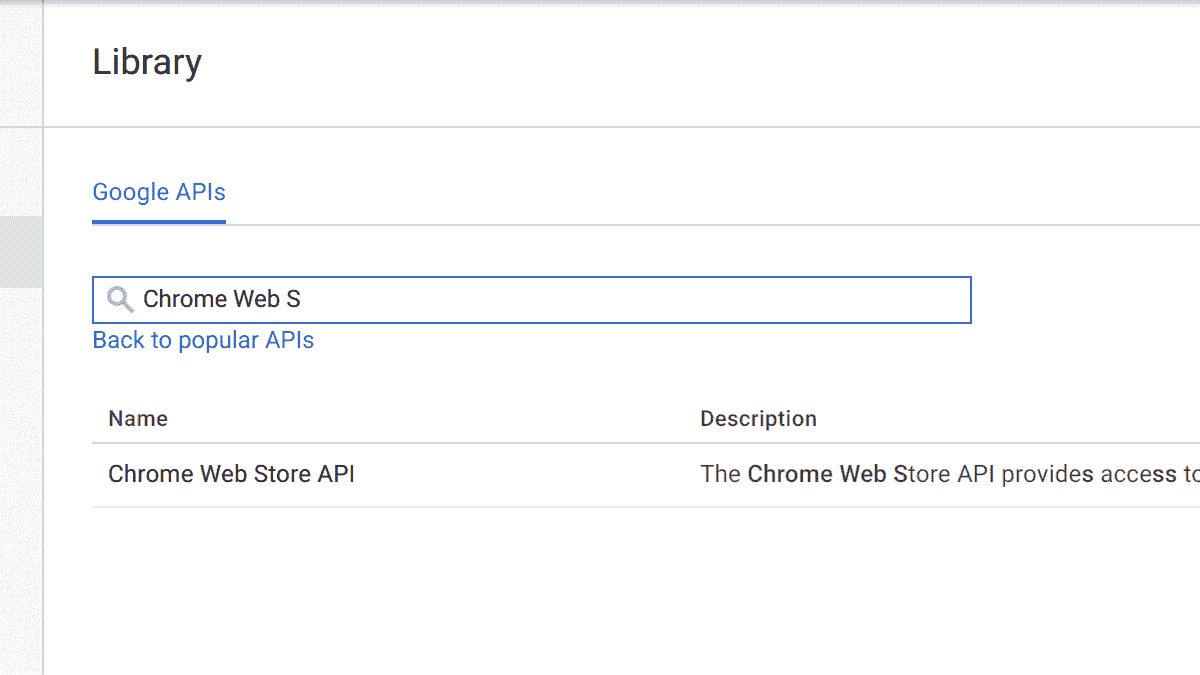 Library
Google APIs
Chrome Web S
Back to popular APIs
Name Description
Chrome Web Store API The Chrome Web Store API provides access to